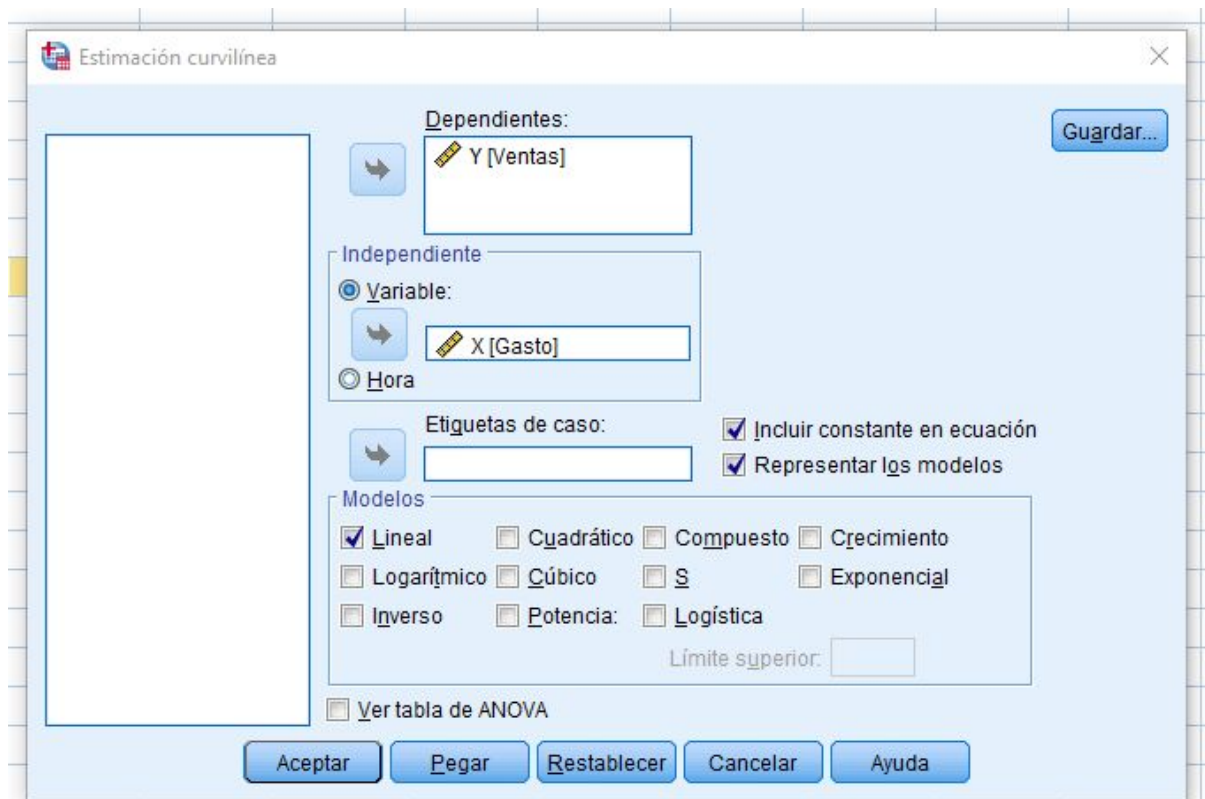 Estimación curvilínea
Dependientes:
Y [Ventas]
Guardar...
Independiente
Variable:
X [Gasto]
Hora
Etiquetas de caso:
Incluir constante en ecuación
Representar los modelos
Modelos
Lineal Cuadrático Compuesto Crecimiento
Logarítmico Cúbico S Exponencial
Inverso Potencia: Logística
Límite superior:
Ver tabla de ANOVA
Aceptar Pegar Restablecer Cancelar Ayuda